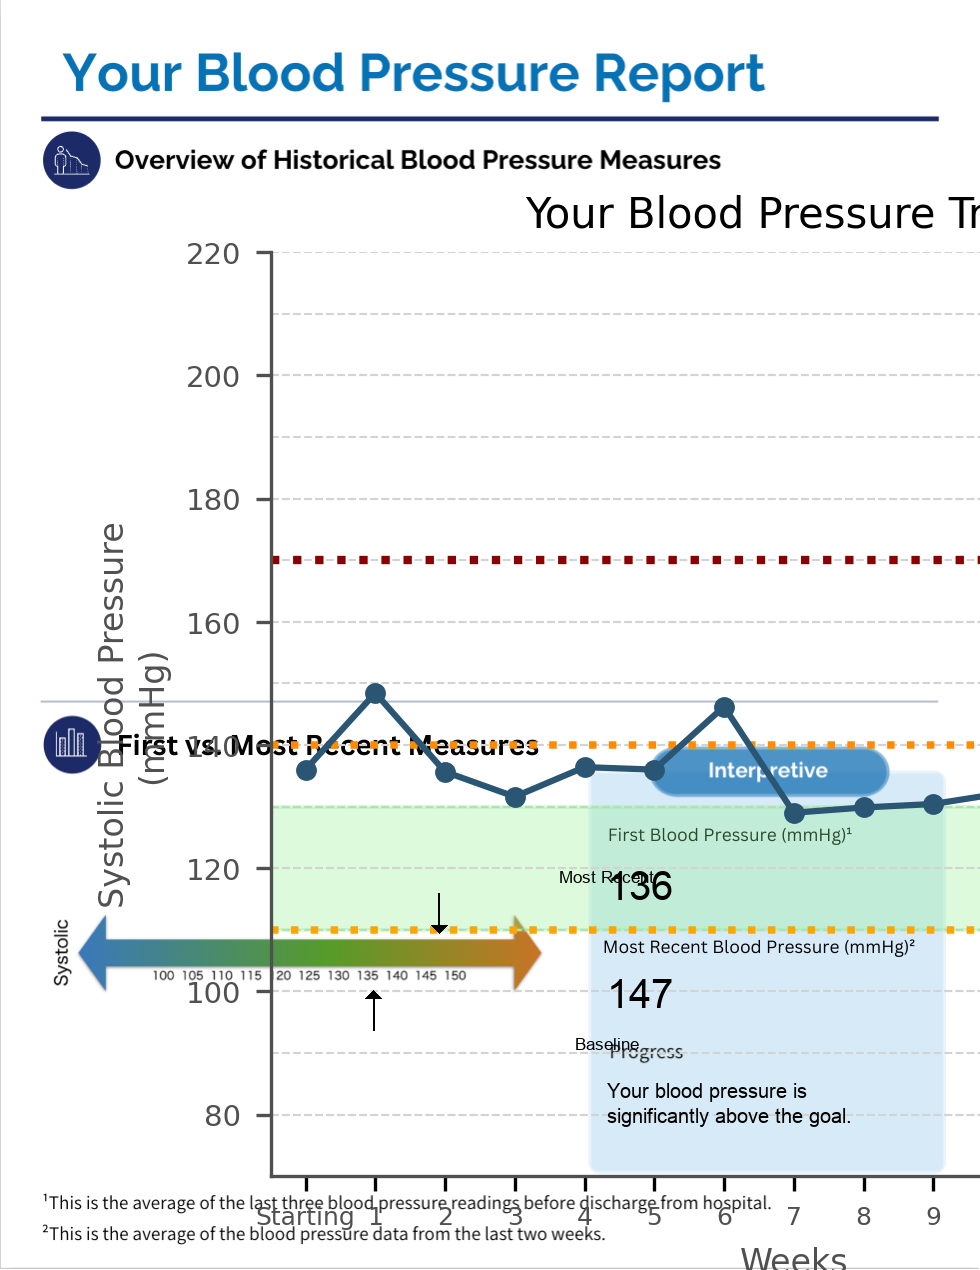 Your Blood Pressure Report
Overview of Historical Blood Pressure Measures
Your Blood Pressure Tr
220
200
180
160
140
120
100
80
Systolic Blood Pressure
(mmHg)
First vs. Most Recent Measures
Interpretive
First Blood Pressure (mmHg)¹
Most Recent
136
Most Recent Blood Pressure (mmHg)²
147
Systolic
100 105 110 115 120 125 130 135 140 145 150
Baseline
Progress
Your blood pressure is
significantly above the goal.
¹This is the average of the last three blood pressure readings before discharge from hospital.
Starting 1 2 3 4 5 6 7 8 9
²This is the average of the blood pressure data from the last two weeks.
Weeks